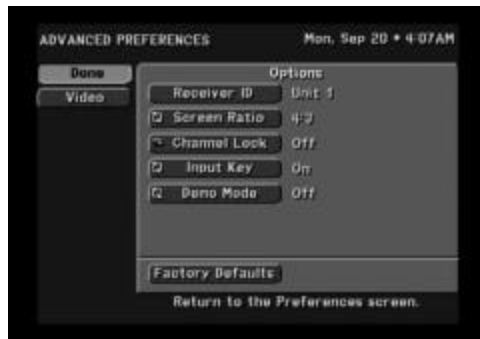 ADVANCED PREFERENCES Mon, Sep 20 • 4:07AM
Done
Video
Options
Receiver ID Unit 1
Screen Ratio 4:3
Channel Lock Off
Input Key On
Demo Mode Off
Factory Defaults
Return to the Preferences screen.